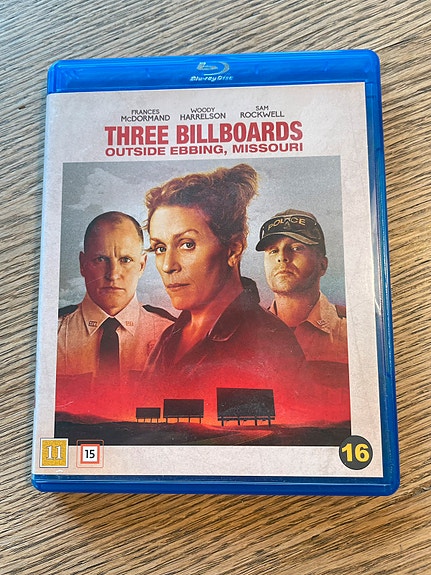 Blu-ray Disc
FRANCES McDORMAND
WOODY HARRELSON
SAM ROCKWELL
THREE BILLBOARDS
OUTSIDE EBBING, MISSOURI
POLICE
11
15
16